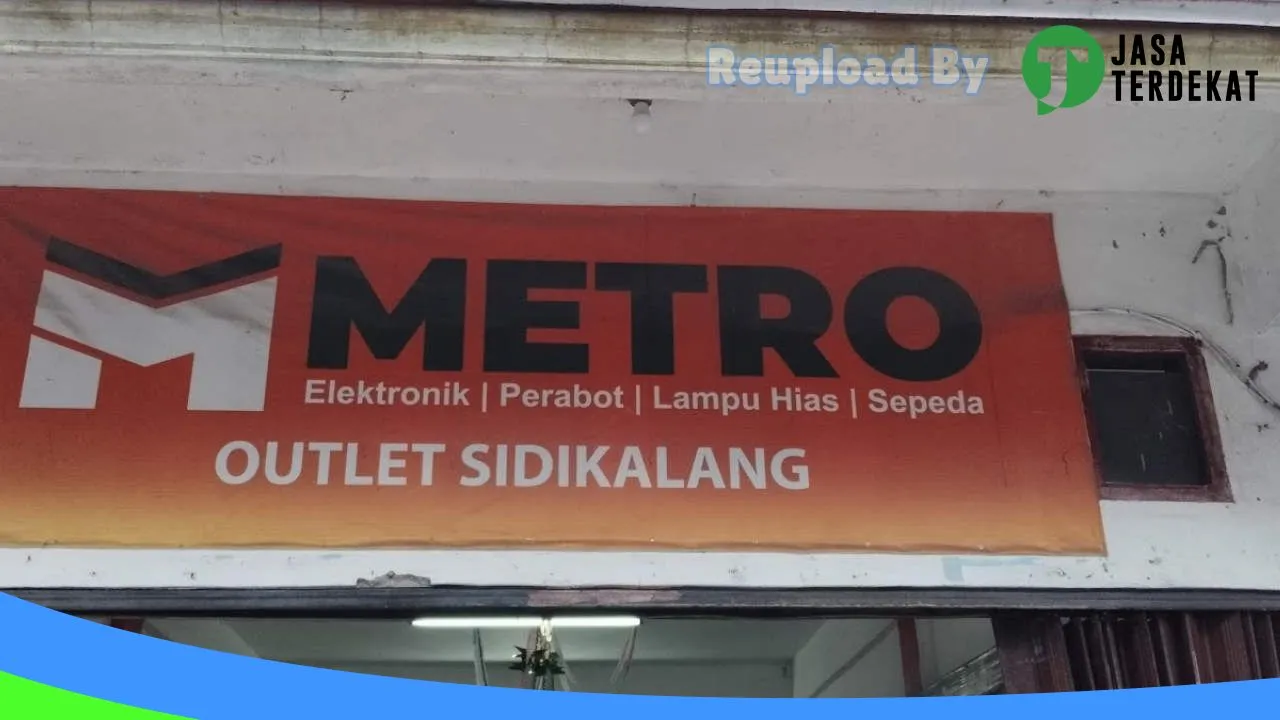 Reupload By
JASA
TERDEKAT
METRO
Elektronik | Perabot | Lampu Hias | Sepeda
OUTLET SIDIKALANG